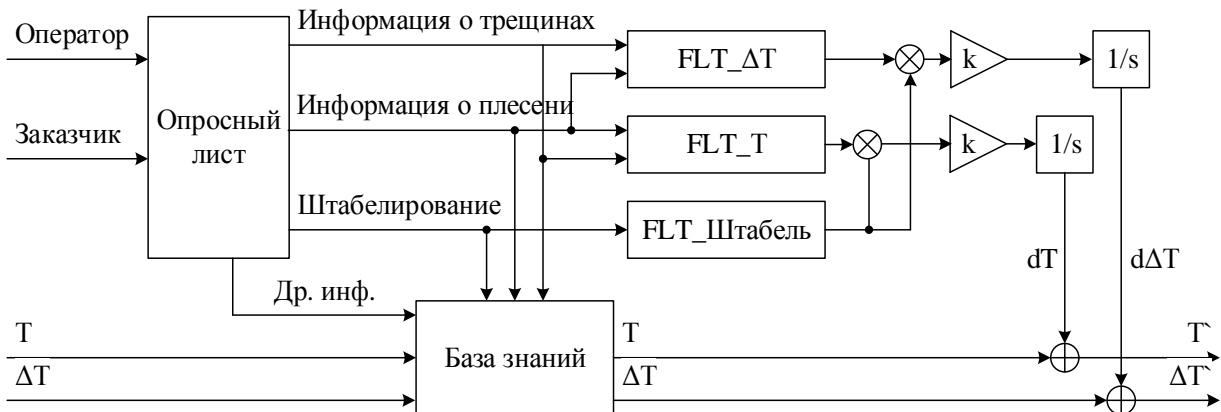 Оператор
Заказчик
Опросный
лист
Информация о трещинах
Информация о плесени
Штабелирование
Др. инф.
FLT_ΔT
FLT_T
FLT_Штабель
k
1/s
k
1/s
dT
dΔT
T
ΔT
База знаний
T
ΔT
T`
ΔT`